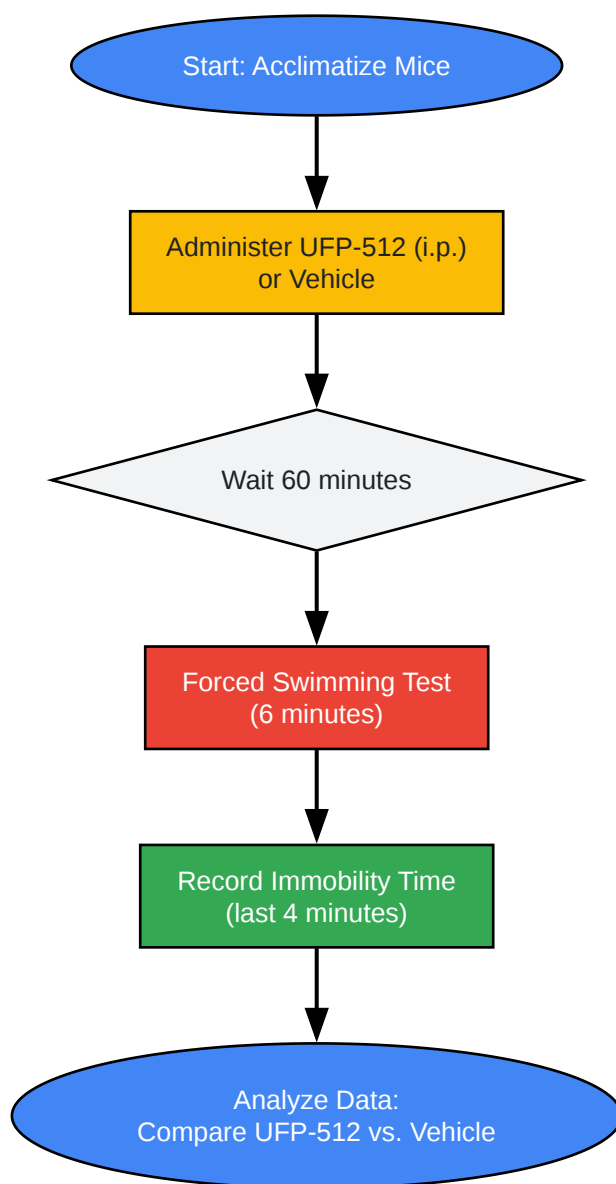 Start: Acclimatize Mice
Administer UFP-512 (i.p.)
or Vehicle
Wait 60 minutes
Forced Swimming Test
(6 minutes)
Record Immobility Time
(last 4 minutes)
Analyze Data:
Compare UFP-512 vs. Vehicle